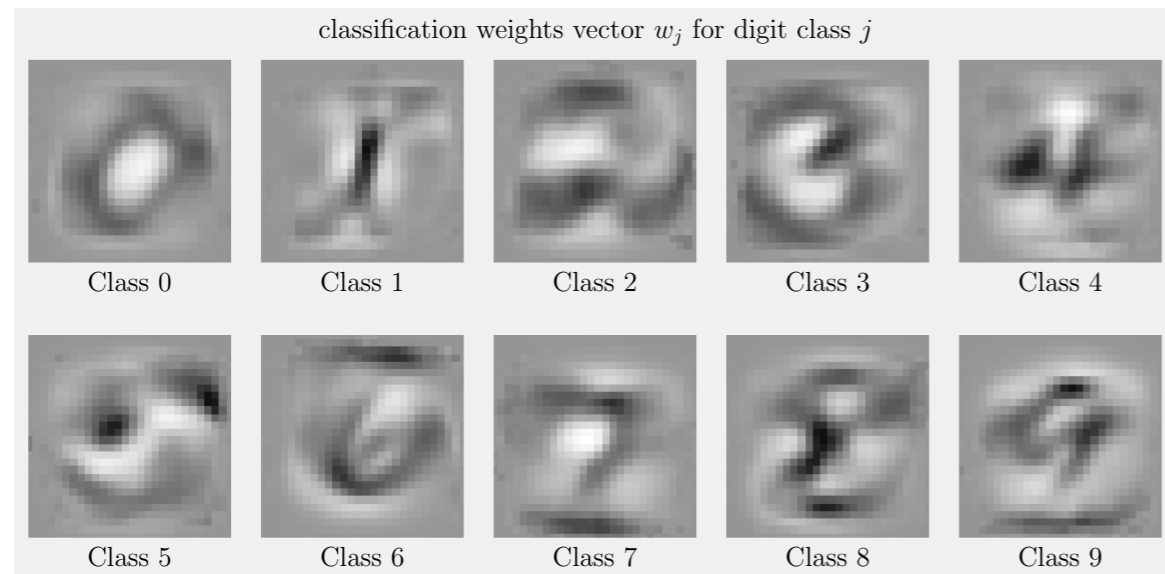 classification weights vector w_j for digit class j
Class 0 Class 1 Class 2 Class 3 Class 4
Class 5 Class 6 Class 7 Class 8 Class 9